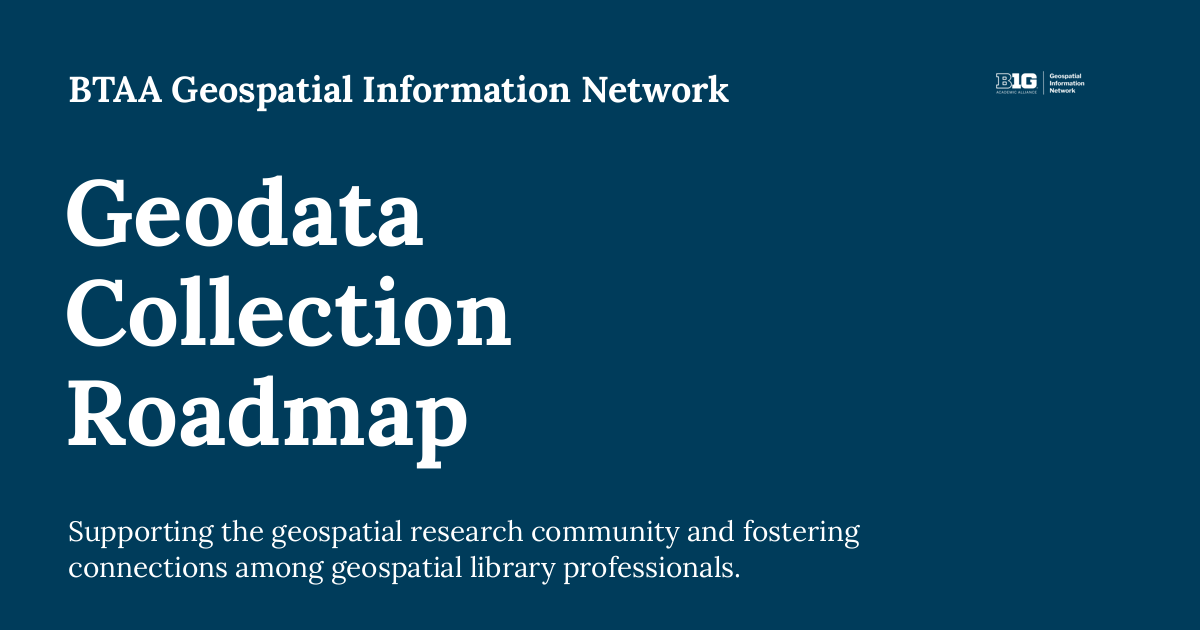 BTAA Geospatial Information Network
B1G
ACADEMIC ALLIANCE
Geospatial
Information
Network
Geodata
Collection
Roadmap
Supporting the geospatial research community and fostering
connections among geospatial library professionals.